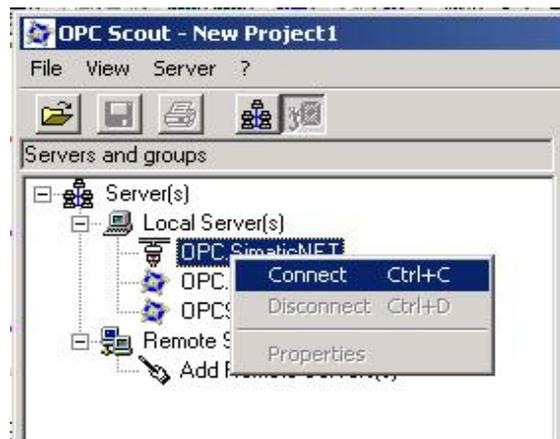 OPC Scout - New Project1
File View Server ?
Servers and groups
Server(s)
Local Server(s)
OPC.SimaticNET
Connect Ctrl+C
OPC.
Disconnect Ctrl+D
Remote
Properties
Add